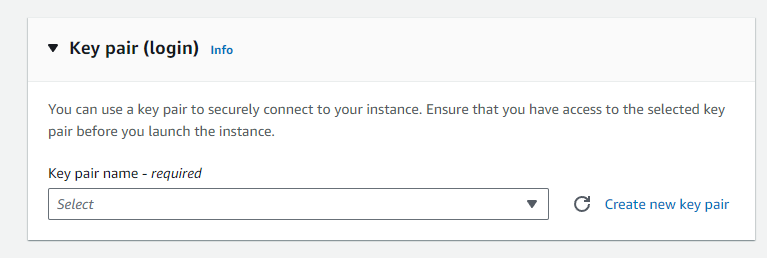 Key pair (login) Info
You can use a key pair to securely connect to your instance. Ensure that you have access to the selected key
pair before you launch the instance.
Key pair name - required
Select
Create new key pair